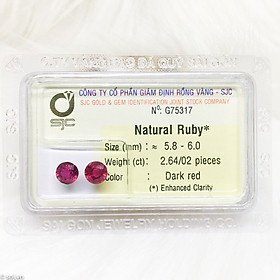 CÔNG TY CỔ PHẦN GIÁM ĐỊNH RỒNG VÀNG - SJC
SJC GOLD & GEM IDENTIFICATION JOINT STOCK COMPANY
Nº: G75317
SJC
Natural Ruby*
Size (mm) : ≈ 5.8 - 6.0
Weight (ct) : 2.64/02 pieces
Color : Dark red
(*) Enhanced Clarity